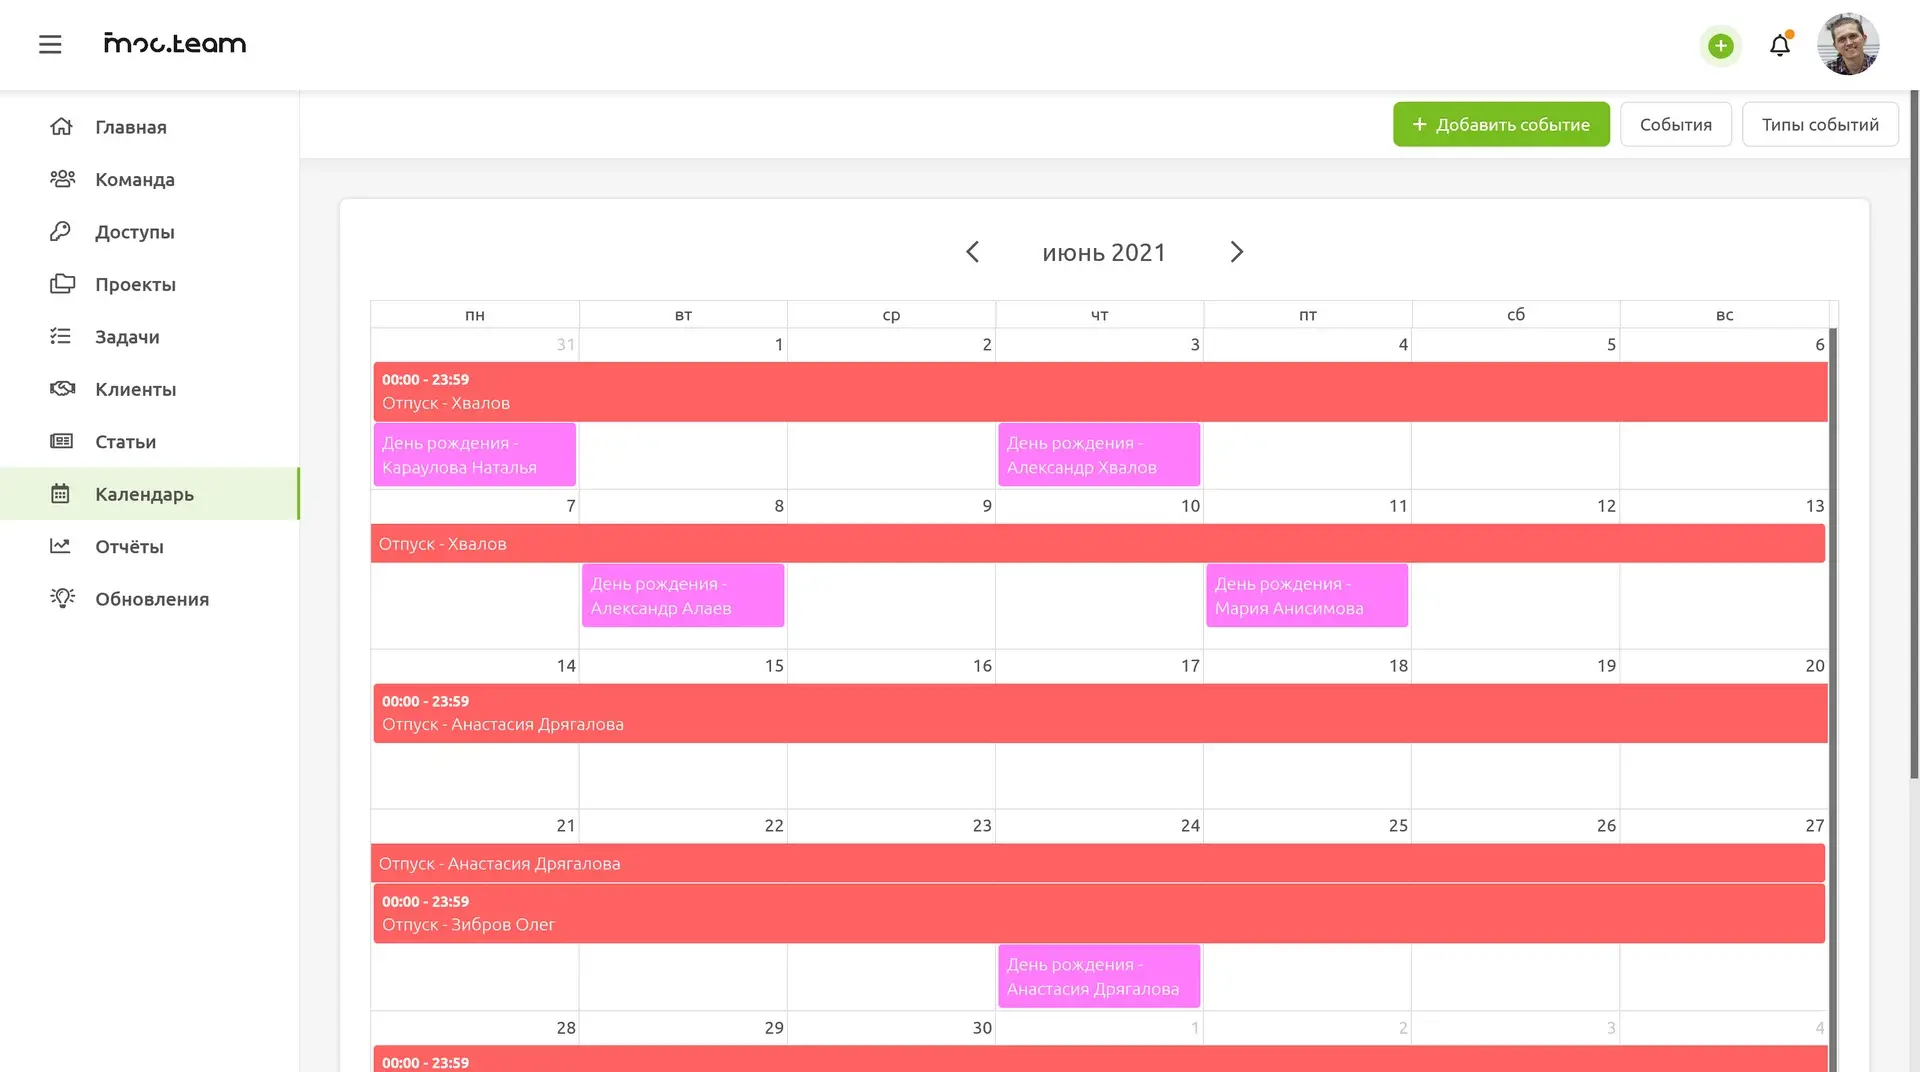 moc.team
Добавить событие
События
Типы событий
Главная
Команда
Доступы
Проекты
Задачи
Клиенты
Статьи
Календарь
Отчёты
Обновления
июнь 2021
пн вт ср чт пт сб вс
31 1 2 3 4 5 6
00:00 - 23:59
Отпуск - Хвалов
День рождения -
Караулова Наталья
День рождения -
Александр Хвалов
7 8 9 10 11 12 13
Отпуск - Хвалов
День рождения -
Александр Алаев
День рождения -
Мария Анисимова
14 15 16 17 18 19 20
00:00 - 23:59
Отпуск - Анастасия Дрягалова
21 22 23 24 25 26 27
Отпуск - Анастасия Дрягалова
00:00 - 23:59
Отпуск - Зибров Олег
День рождения -
Анастасия Дрягалова
28 29 30 1 2 3 4
00:00 - 23:59